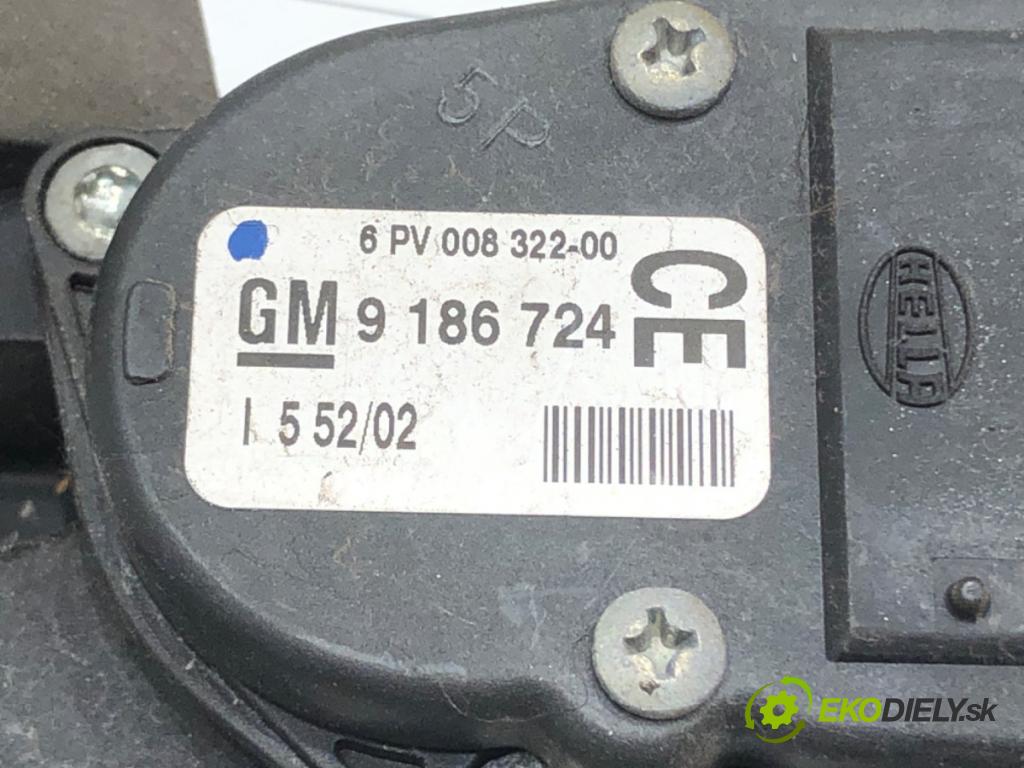 5P
6 PV 008 322-00
GM 9 186 724
CE
I 5 52/02
HELLA
EKODIELY.sk